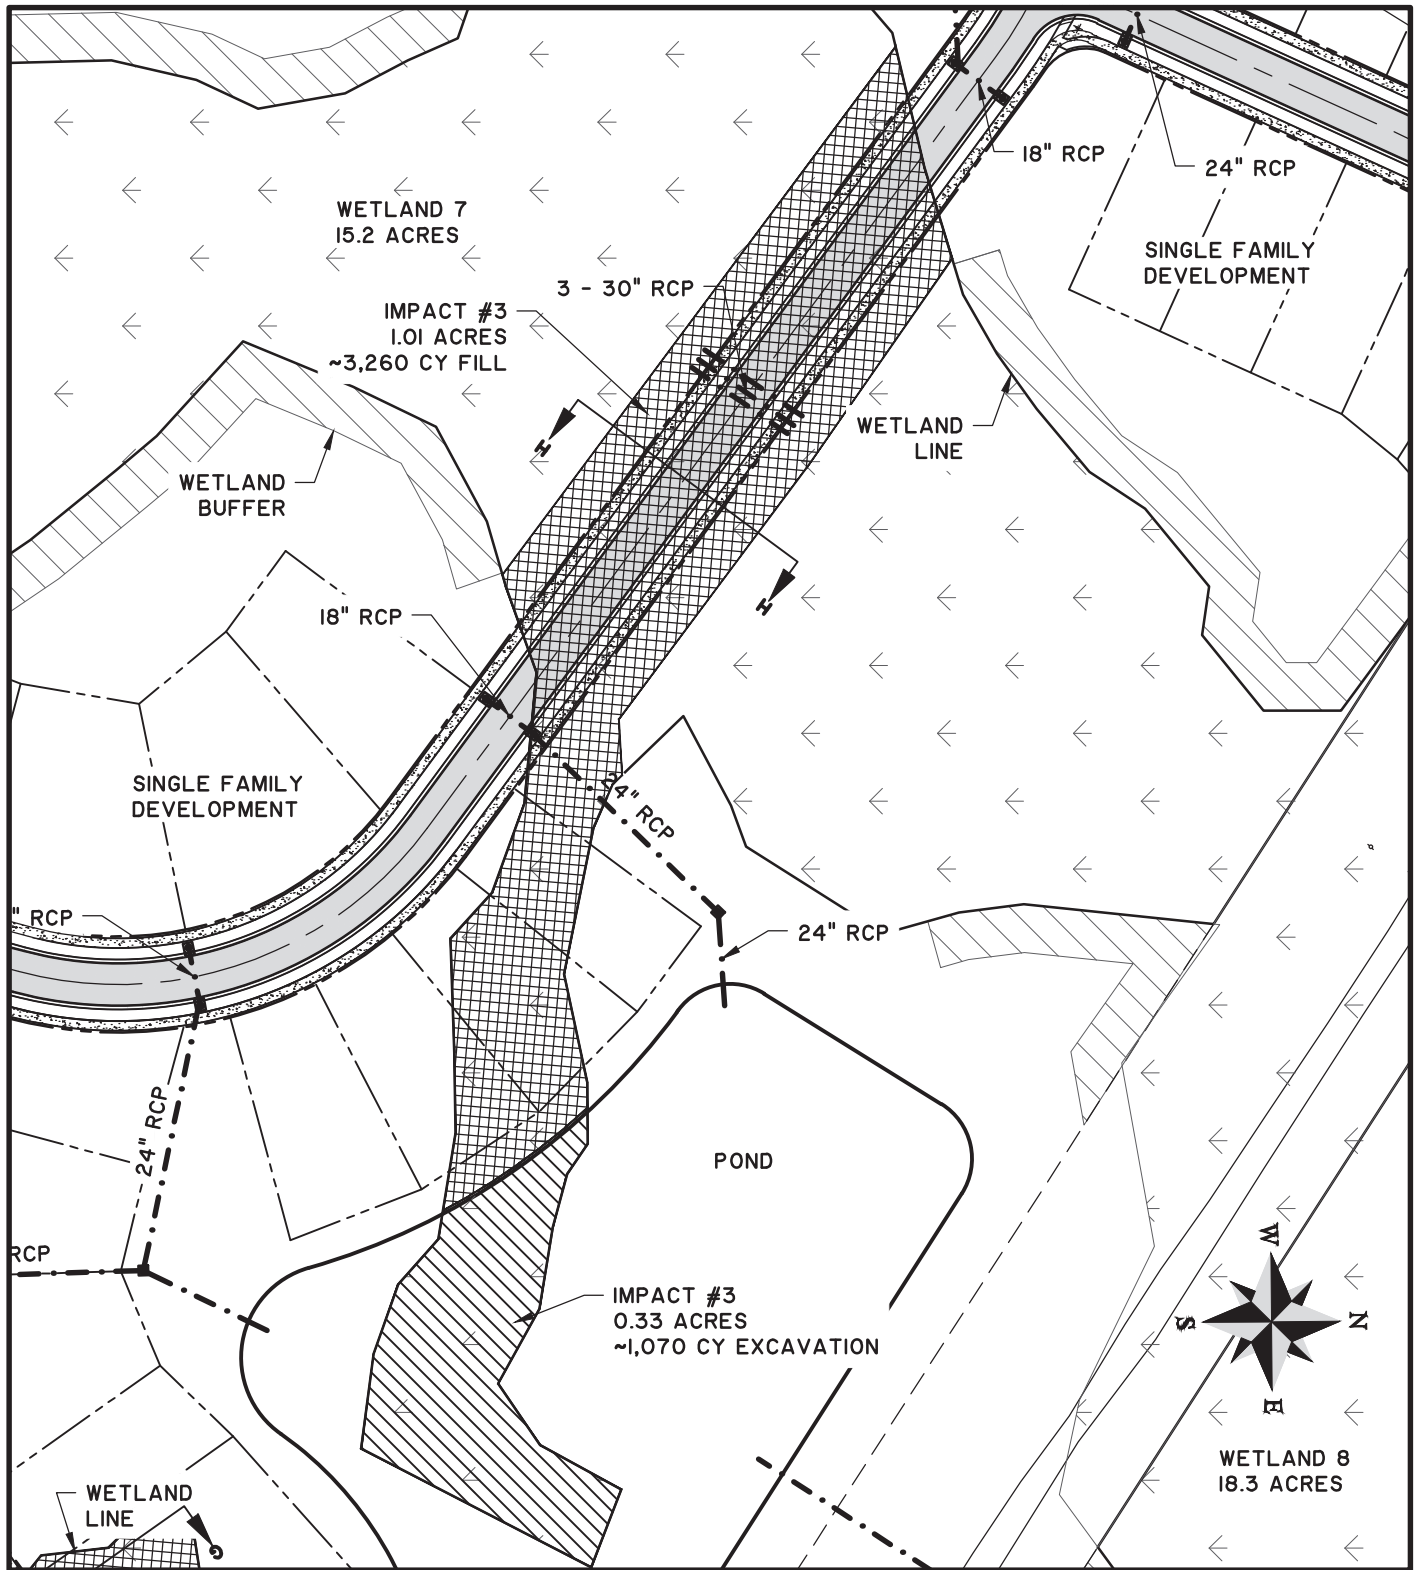 18" RCP
24" RCP
WETLAND 7
15.2 ACRES
SINGLE FAMILY
DEVELOPMENT
3 - 30" RCP
IMPACT #3
1.01 ACRES
~3,260 CY FILL
WETLAND
LINE
H
WETLAND
BUFFER
H
18" RCP
SINGLE FAMILY
DEVELOPMENT
24" RCP
" RCP
24" RCP
24" RCP
POND
RCP
W
N
S
E
IMPACT #3
0.33 ACRES
~1,070 CY EXCAVATION
WETLAND 8
18.3 ACRES
WETLAND
LINE